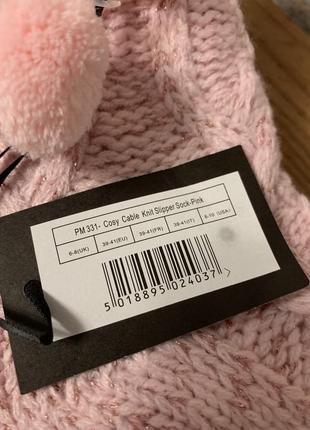 PM 331- Cosy Cable Knit Slipper Sock-Pink
6-8(UK) 39-41(EU) 39-41(FR) 39-41(IT) 8-10 (USA)
5 018895 024037 >